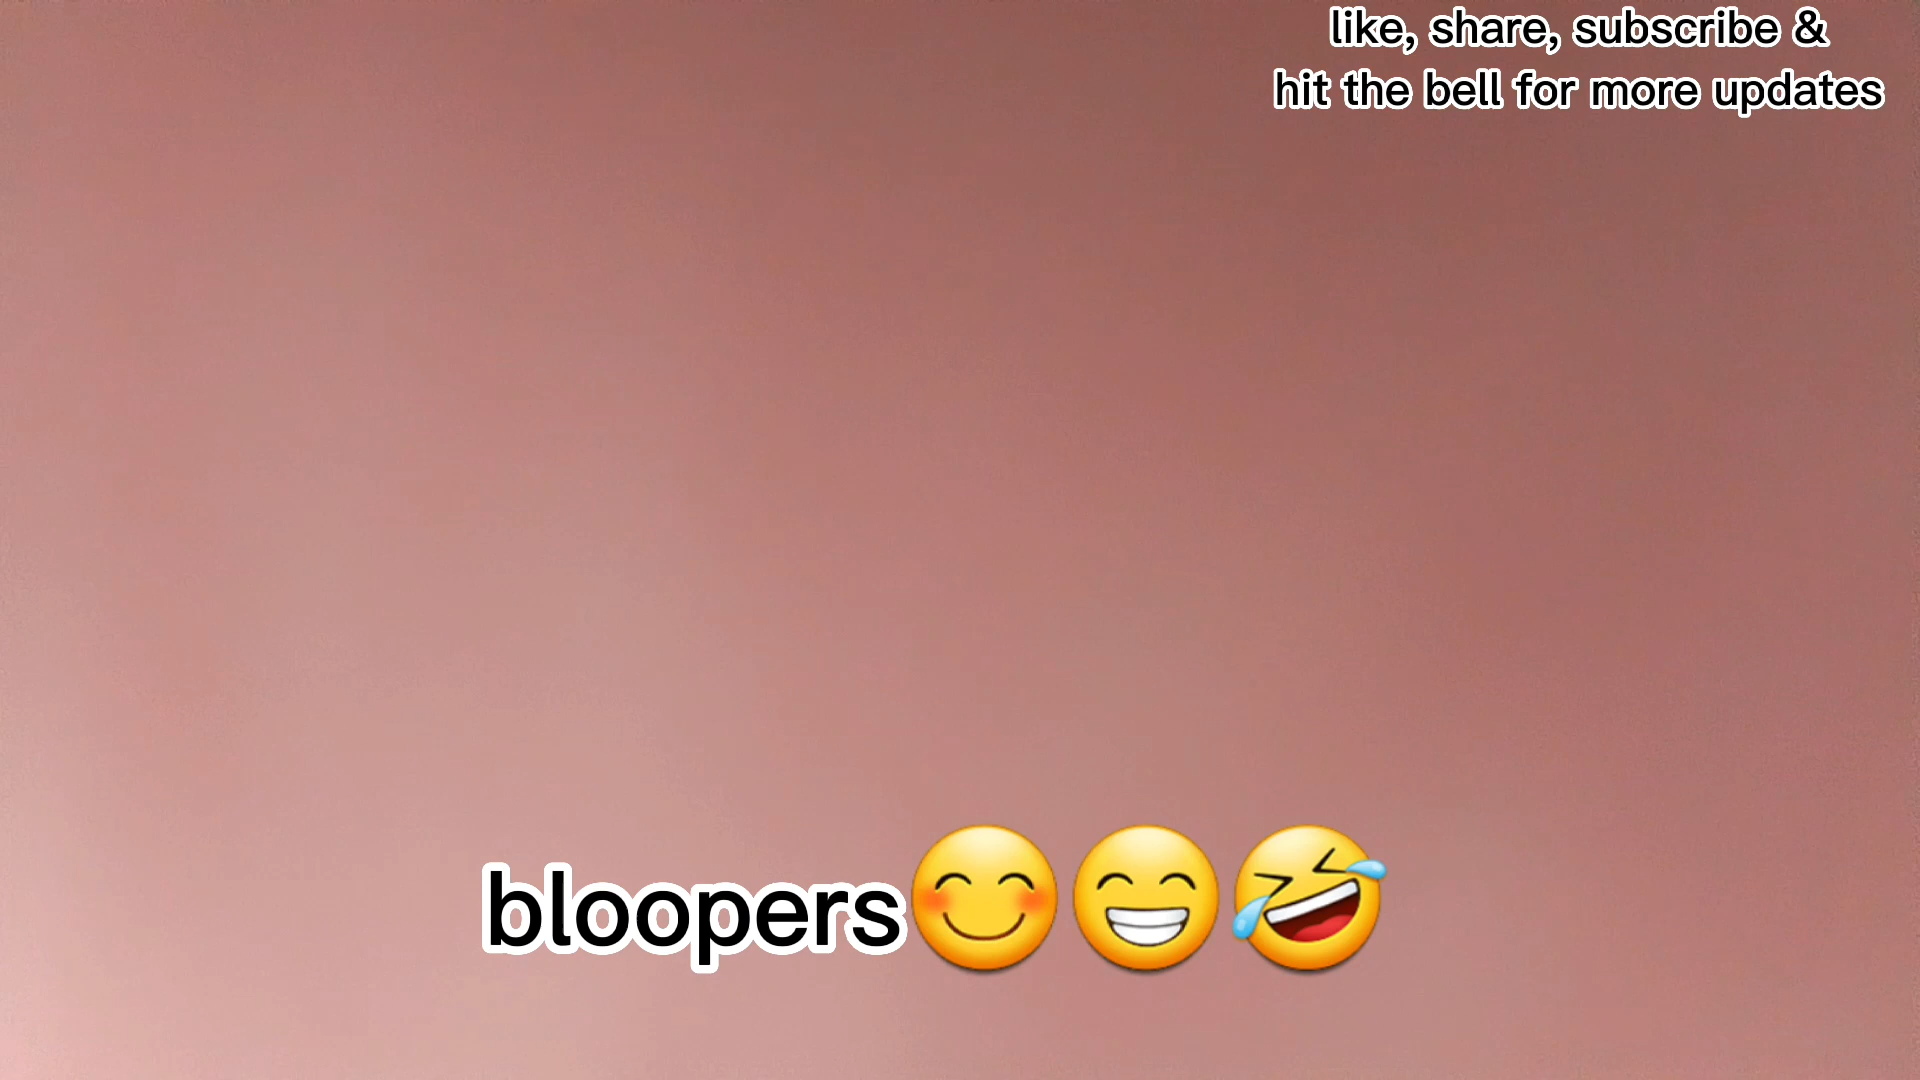 like, share, subscribe &
hit the bell for more updates
bloopers😊😁🤣